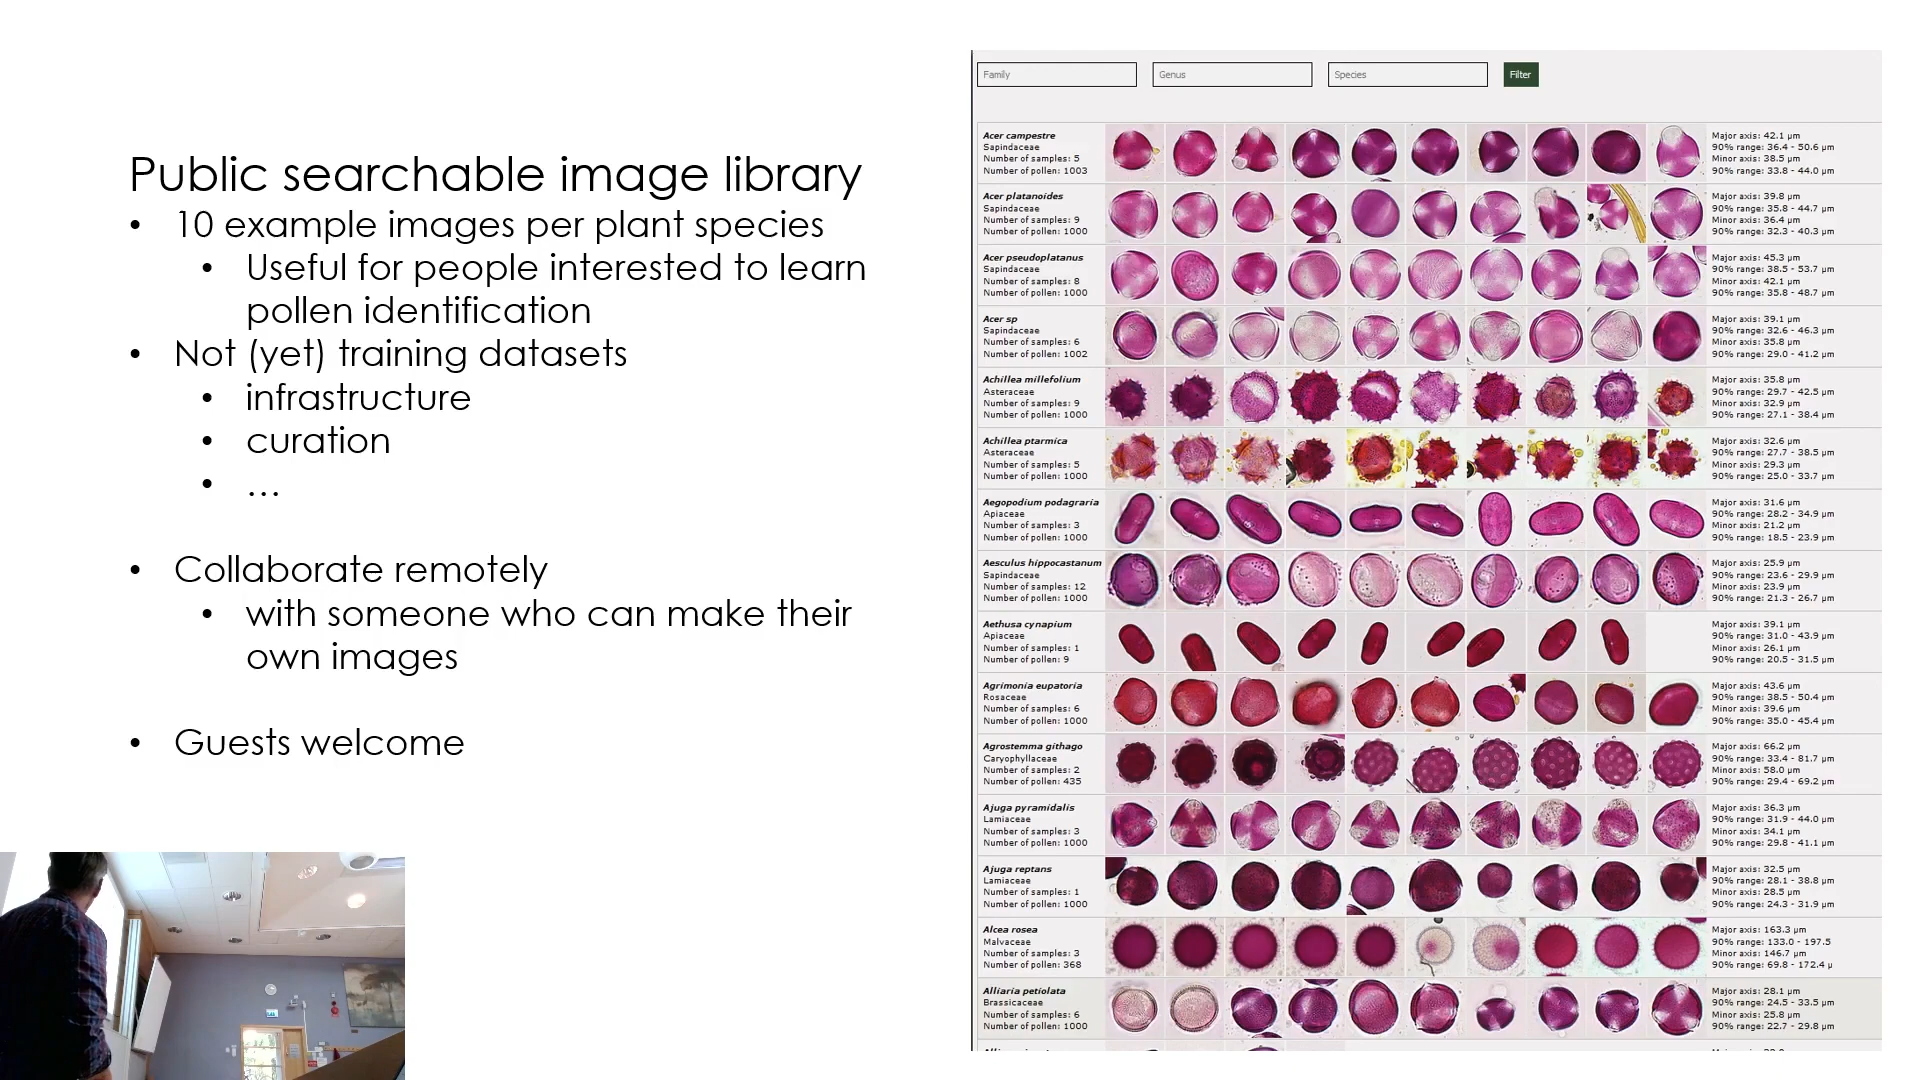 Public searchable image library
• 10 example images per plant species
• Useful for people interested to learn
pollen identification
• Not (yet) training datasets
• infrastructure
• curation
• …
• Collaborate remotely
• with someone who can make their
own images
• Guests welcome
Family Genus Species Filter
Acer campestre
Sapindaceae
Number of samples: 5
Number of pollen: 1003
Major axis: 42.1 µm
90% range: 36.4 - 50.6 µm
Minor axis: 38.5 µm
90% range: 33.8 - 44.0 µm
Acer platanoides
Sapindaceae
Number of samples: 9
Number of pollen: 1000
Major axis: 39.8 µm
90% range: 35.8 - 44.7 µm
Minor axis: 36.4 µm
90% range: 32.3 - 40.3 µm
Acer pseudoplatanus
Sapindaceae
Number of samples: 8
Number of pollen: 1000
Major axis: 45.3 µm
90% range: 38.5 - 53.7 µm
Minor axis: 42.1 µm
90% range: 35.8 - 48.7 µm
Acer sp
Sapindaceae
Number of samples: 6
Number of pollen: 1002
Major axis: 39.1 µm
90% range: 32.6 - 46.3 µm
Minor axis: 35.8 µm
90% range: 29.0 - 41.2 µm
Achillea millefolium
Asteraceae
Number of samples: 9
Number of pollen: 1000
Major axis: 35.8 µm
90% range: 29.7 - 42.5 µm
Minor axis: 32.9 µm
90% range: 27.1 - 38.4 µm
Achillea ptarmica
Asteraceae
Number of samples: 5
Number of pollen: 1000
Major axis: 32.6 µm
90% range: 27.7 - 38.5 µm
Minor axis: 29.3 µm
90% range: 25.0 - 33.7 µm
Aegopodium podagraria
Apiaceae
Number of samples: 3
Number of pollen: 1000
Major axis: 31.6 µm
90% range: 28.2 - 34.9 µm
Minor axis: 21.2 µm
90% range: 18.5 - 23.9 µm
Aesculus hippocastanum
Sapindaceae
Number of samples: 12
Number of pollen: 1000
Major axis: 25.9 µm
90% range: 23.6 - 29.9 µm
Minor axis: 23.9 µm
90% range: 21.3 - 26.7 µm
Aethusa cynapium
Apiaceae
Number of samples: 1
Number of pollen: 9
Major axis: 39.1 µm
90% range: 31.0 - 43.9 µm
Minor axis: 26.1 µm
90% range: 20.5 - 31.5 µm
Agrimonia eupatoria
Rosaceae
Number of samples: 6
Number of pollen: 1000
Major axis: 43.6 µm
90% range: 38.5 - 50.4 µm
Minor axis: 39.6 µm
90% range: 35.0 - 45.4 µm
Agrostemma githago
Caryophyllaceae
Number of samples: 2
Number of pollen: 435
Major axis: 66.2 µm
90% range: 33.4 - 81.7 µm
Minor axis: 58.0 µm
90% range: 29.4 - 69.2 µm
Ajuga pyramidalis
Lamiaceae
Number of samples: 3
Number of pollen: 1000
Major axis: 36.3 µm
90% range: 31.9 - 44.0 µm
Minor axis: 34.1 µm
90% range: 29.8 - 41.1 µm
Ajuga reptans
Lamiaceae
Number of samples: 1
Number of pollen: 1000
Major axis: 32.5 µm
90% range: 28.1 - 38.8 µm
Minor axis: 28.5 µm
90% range: 24.3 - 31.9 µm
Alcea rosea
Malvaceae
Number of samples: 3
Number of pollen: 368
Major axis: 163.3 µm
90% range: 133.0 - 197.5
Minor axis: 146.7 µm
90% range: 69.8 - 172.4 µ
Alliaria petiolata
Brassicaceae
Number of samples: 6
Number of pollen: 1000
Major axis: 28.1 µm
90% range: 24.5 - 33.5 µm
Minor axis: 25.8 µm
90% range: 22.7 - 29.8 µm